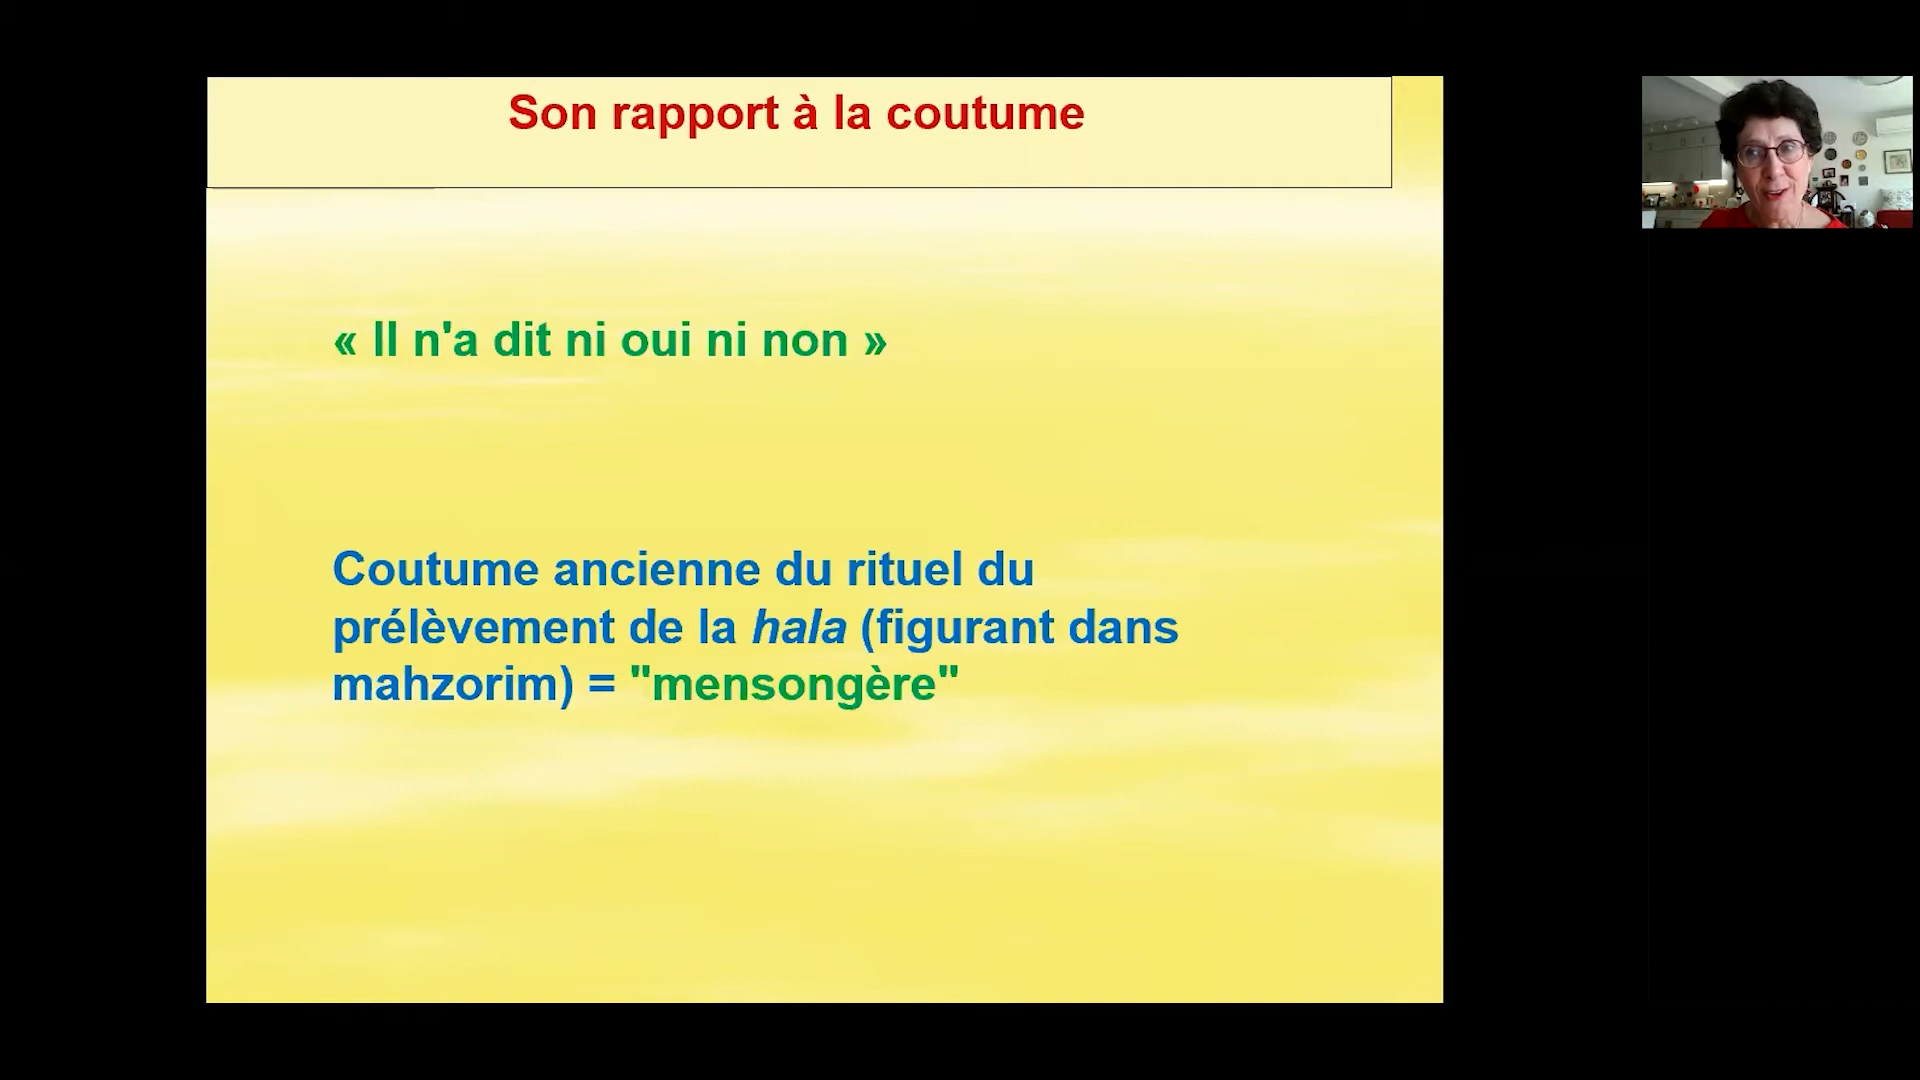 Son rapport à la coutume
« Il n'a dit ni oui ni non »
Coutume ancienne du rituel du
prélèvement de la hala (figurant dans
mahzorim) = "mensongère"